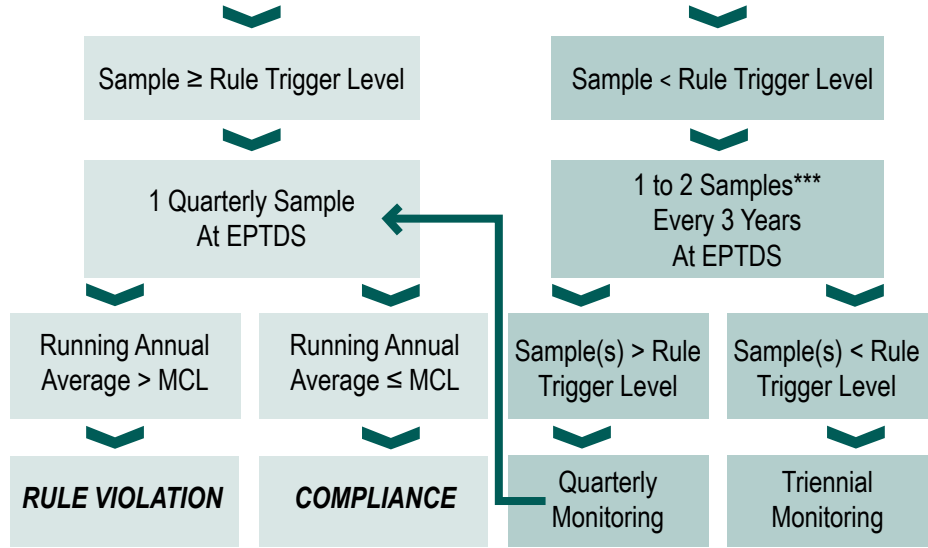 Sample ≥ Rule Trigger Level
Sample < Rule Trigger Level
1 Quarterly Sample
At EPTDS
1 to 2 Samples***
Every 3 Years
At EPTDS
Running Annual
Average > MCL
Running Annual
Average ≤ MCL
Sample(s) > Rule
Trigger Level
Sample(s) < Rule
Trigger Level
RULE VIOLATION
COMPLIANCE
Quarterly
Monitoring
Triennial
Monitoring